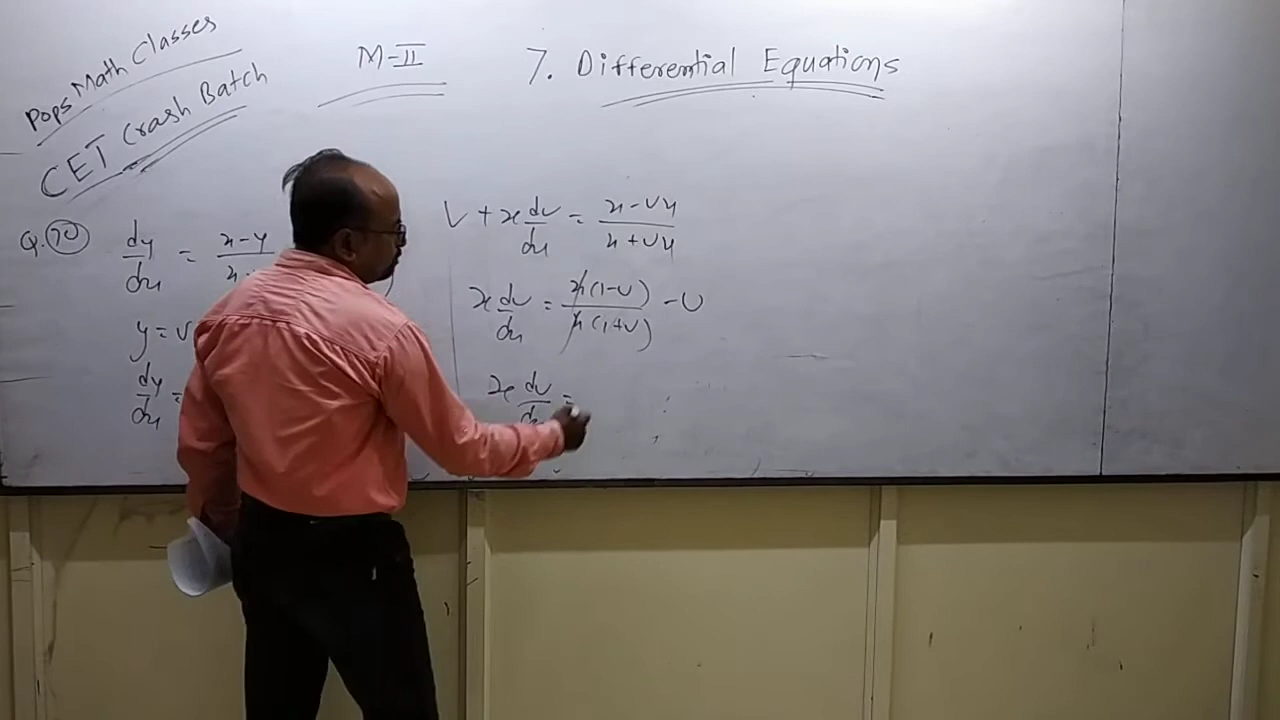 Pops Math Classes
CET Crash Batch
M-II
7. Differential Equations
Q. 10
dy/dx = x-y/x
y = v
dy/dx =
v + x dv/dx = x-vx/x+vx
x dv/dx = x(1-v)/x(1+v) - v
x dv/dx =